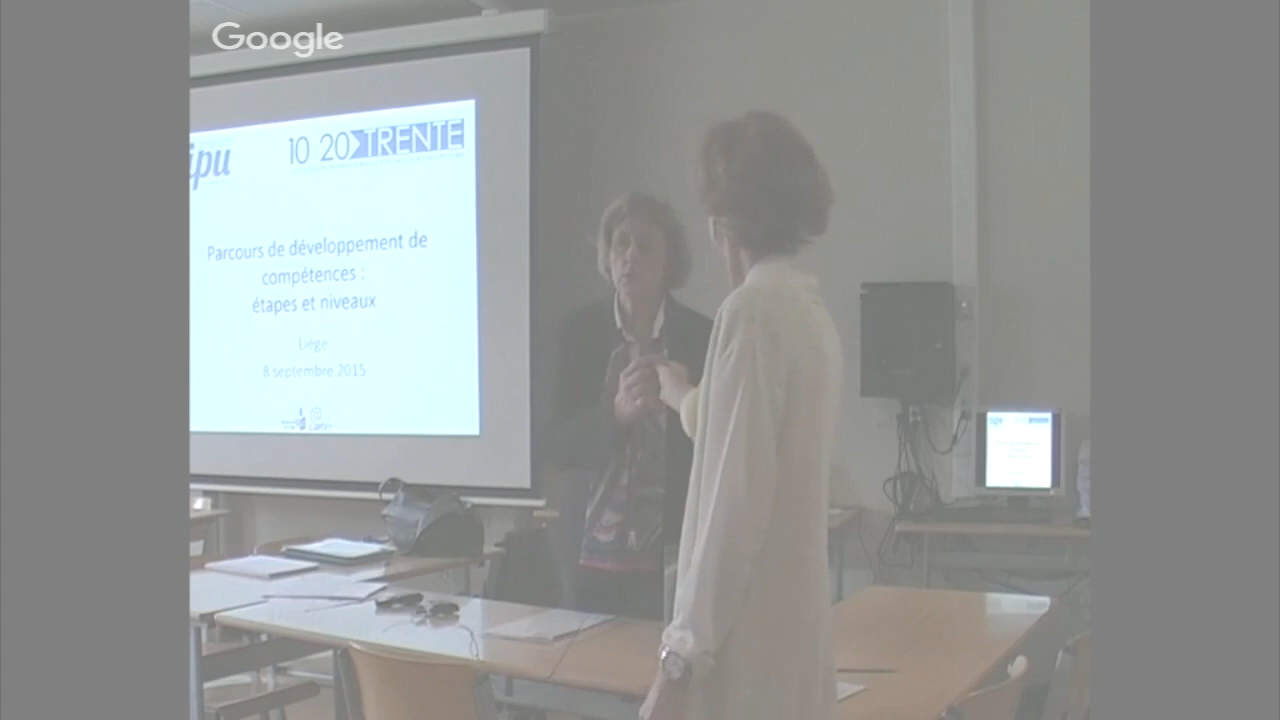 Google
ipu
10 20 TRENTE
Parcours de développement de
compétences :
étapes et niveaux
Liège
8 septembre 2015